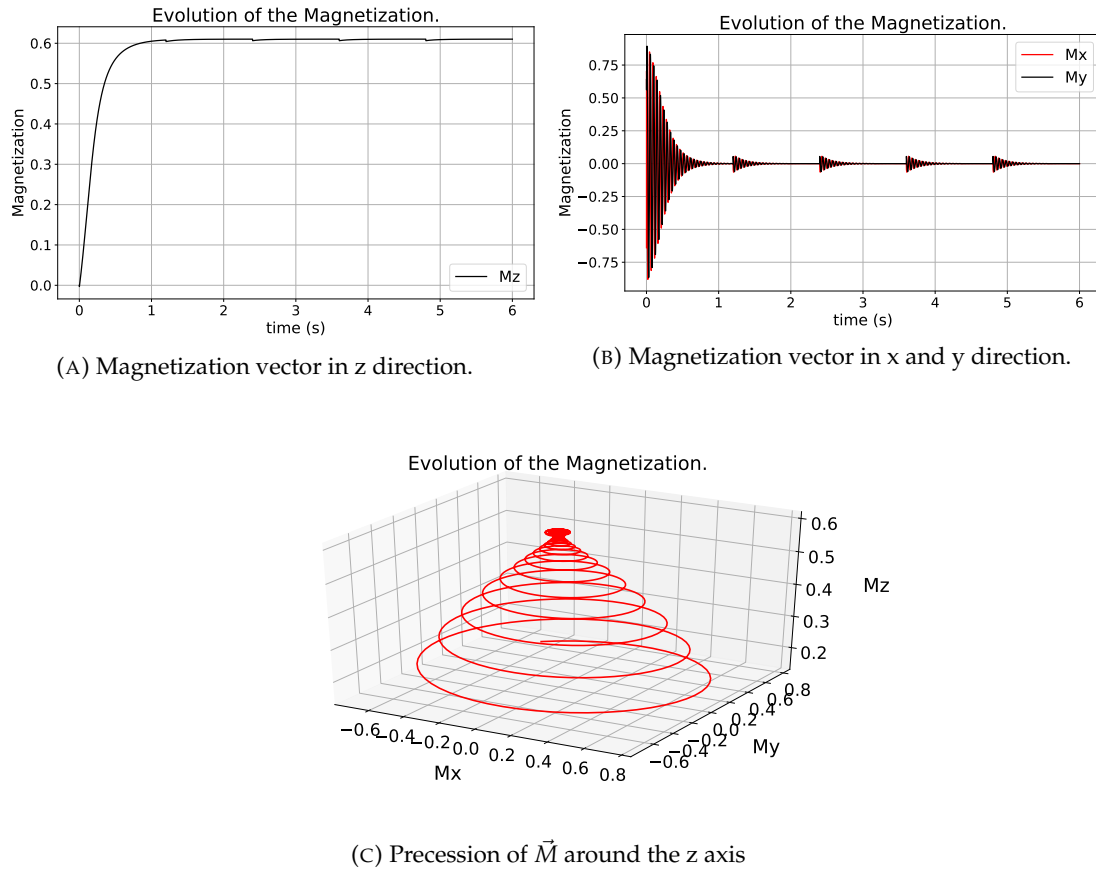 Evolution of the Magnetization.
0.6
0.5
0.4
0.3
0.2
0.1
0.0
Magnetization
Mz
0 1 2 3 4 5 6
time (s)
(A) Magnetization vector in z direction.
Evolution of the Magnetization.
0.75
0.50
0.25
0.00
−0.25
−0.50
−0.75
Magnetization
Mx
My
0 1 2 3 4 5 6
time (s)
(B) Magnetization vector in x and y direction.
Evolution of the Magnetization.
0.6
0.5
0.4
0.3
0.2
Mz
−0.6 −0.4 −0.2 0.0 0.2 0.4 0.6 0.8
Mx
−0.6 −0.4 −0.2 0.0 0.2 0.4 0.6 0.8
My
(C) Precession of \vec{M} around the z axis